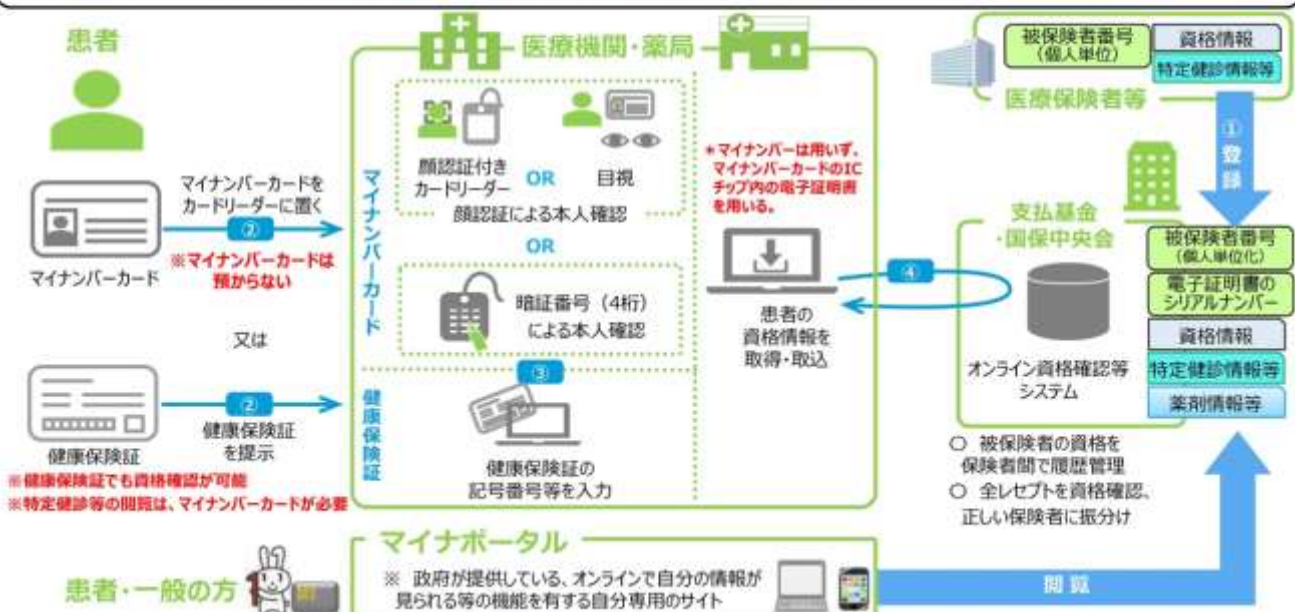 患者
マイナンバーカード
マイナンバーカードを
カードリーダーに置く
②
※マイナンバーカードは
預からない
又は
健康保険証
②
健康保険証
を提示
※健康保険証でも資格確認が可能
※特定健診等の閲覧は、マイナンバーカードが必要
医療機関・薬局
マイナンバーカード
顔認証付き
カードリーダー
OR
目視
顔認証による本人確認
OR
暗証番号（4桁）
による本人確認
③
健康保険証
健康保険証の
記号番号等を入力
＊マイナンバーは用いず、
マイナンバーカードのIC
チップ内の電子証明書
を用いる。
患者の
資格情報を
取得・取込
④
被保険者番号
（個人単位）
資格情報
特定健診情報等
医療保険者等
①登録
支払基金
・国保中央会
オンライン資格確認等
システム
被保険者番号
（個人単位化）
電子証明書の
シリアルナンバー
資格情報
特定健診情報等
薬剤情報等
○ 被保険者の資格を
保険者間で履歴管理
○ 全レセプトを資格確認、
正しい保険者に振分け
患者・一般の方
マイナポータル
※ 政府が提供している、オンラインで自分の情報が
見られる等の機能を有する自分専用のサイト
閲覧